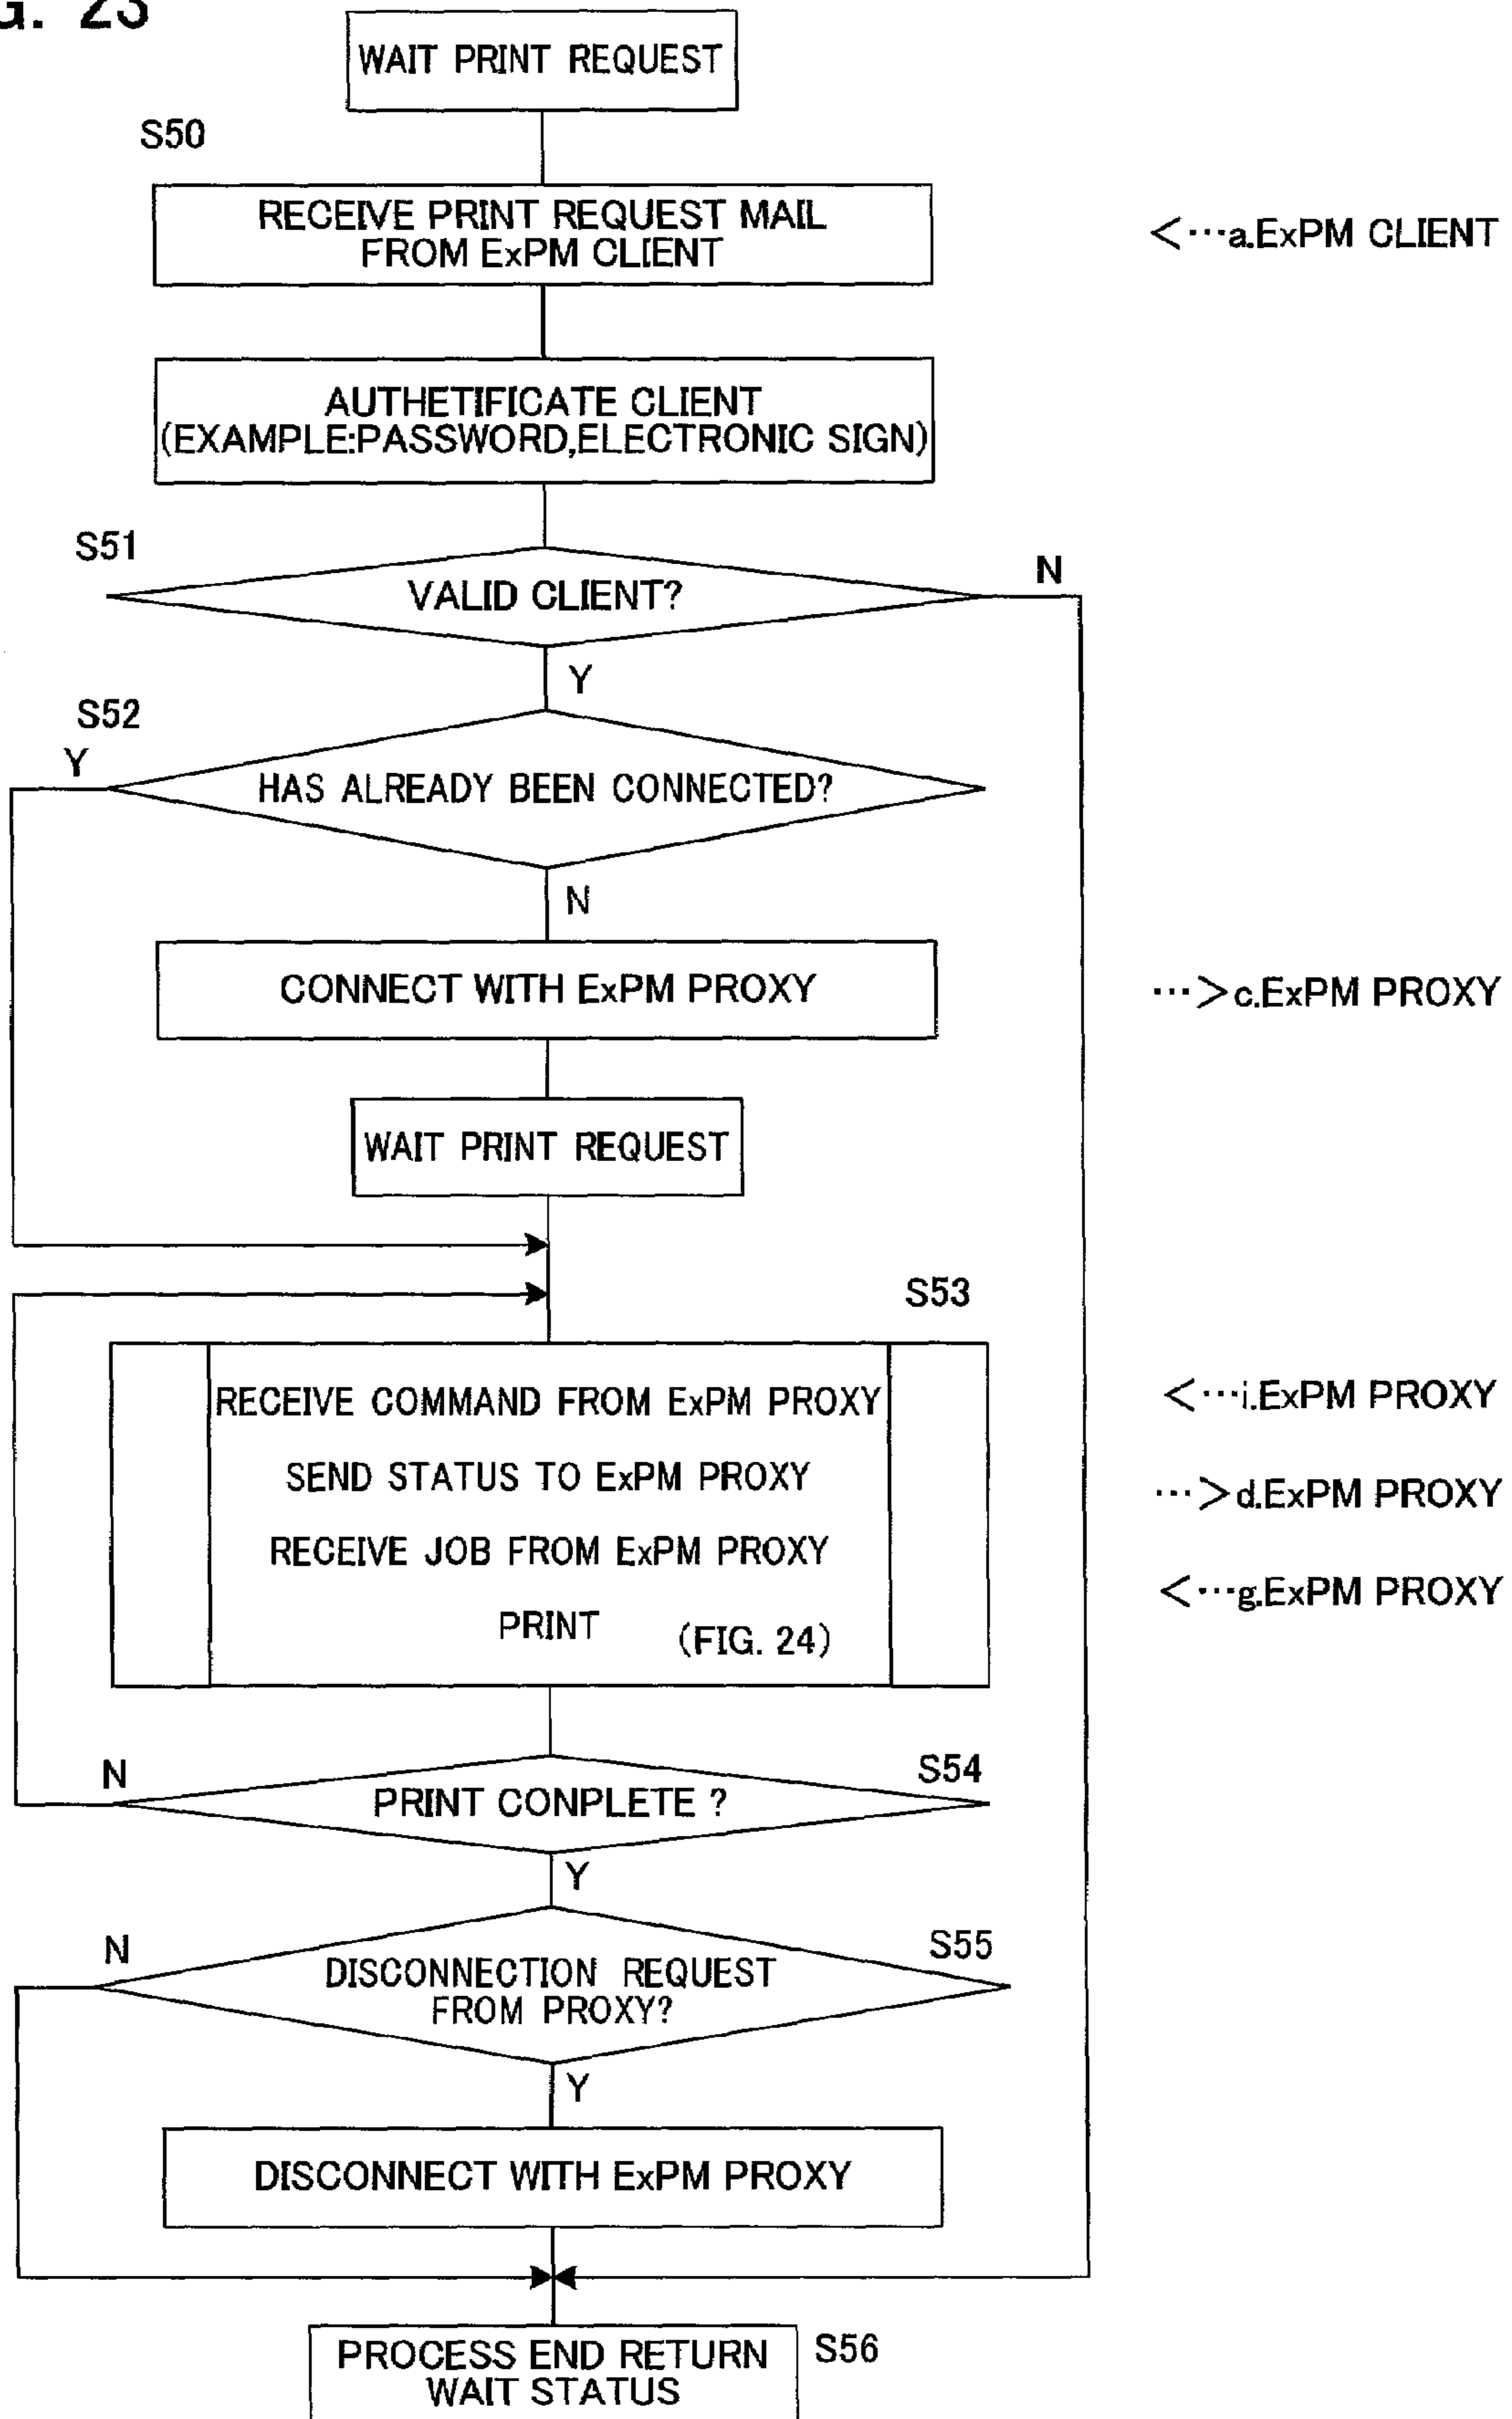 G. 23
WAIT PRINT REQUEST
S50
RECEIVE PRINT REQUEST MAIL
FROM ExPM CLIENT
<···a.ExPM CLIENT
AUTHETIFICATE CLIENT
(EXAMPLE:PASSWORD,ELECTRONIC SIGN)
S51
VALID CLIENT?
N
Y
S52
Y
HAS ALREADY BEEN CONNECTED?
N
CONNECT WITH ExPM PROXY
···>c.ExPM PROXY
WAIT PRINT REQUEST
S53
RECEIVE COMMAND FROM ExPM PROXY
<···i.ExPM PROXY
SEND STATUS TO ExPM PROXY
···>d.ExPM PROXY
RECEIVE JOB FROM ExPM PROXY
<···g.ExPM PROXY
PRINT (FIG. 24)
N
S54
PRINT CONPLETE ?
Y
N
S55
DISCONNECTION REQUEST
FROM PROXY?
Y
DISCONNECT WITH ExPM PROXY
PROCESS END RETURN
WAIT STATUS
S56